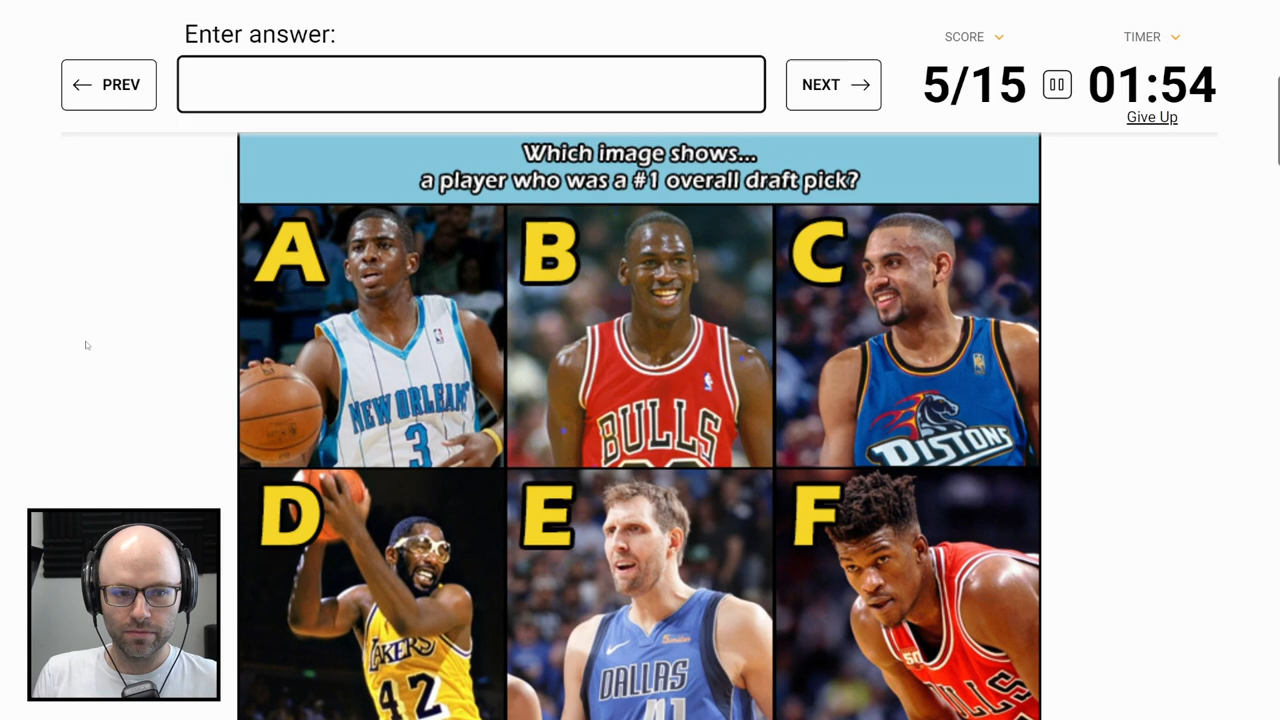 Enter answer:
SCORE
TIMER
← PREV
NEXT →
5/15
01:54
Give Up
Which image shows...
a player who was a #1 overall draft pick?
A
B
C
NEW ORLEANS
3
BULLS
PISTONS
D
E
F
LAKERS
42
DALLAS
41
50
BULLS